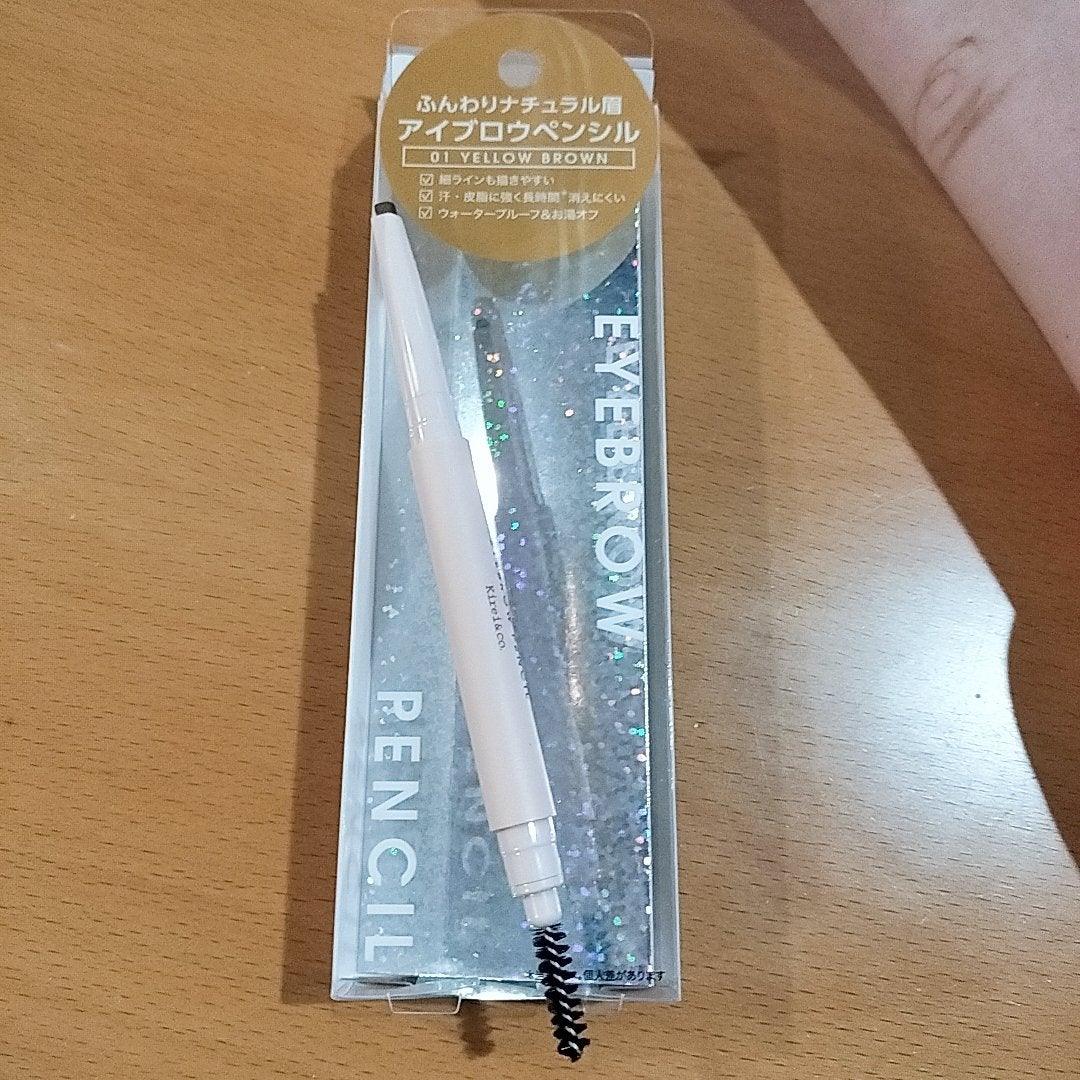 ふんわりナチュラル眉
アイブロウペンシル
01 YELLOW BROWN
細ラインも描きやすい
汗・皮脂に強く長時間*消えにくい
ウォータープルーフ&お湯オフ
EYEBROW
Kirei&co.
PENCIL
個人差があります